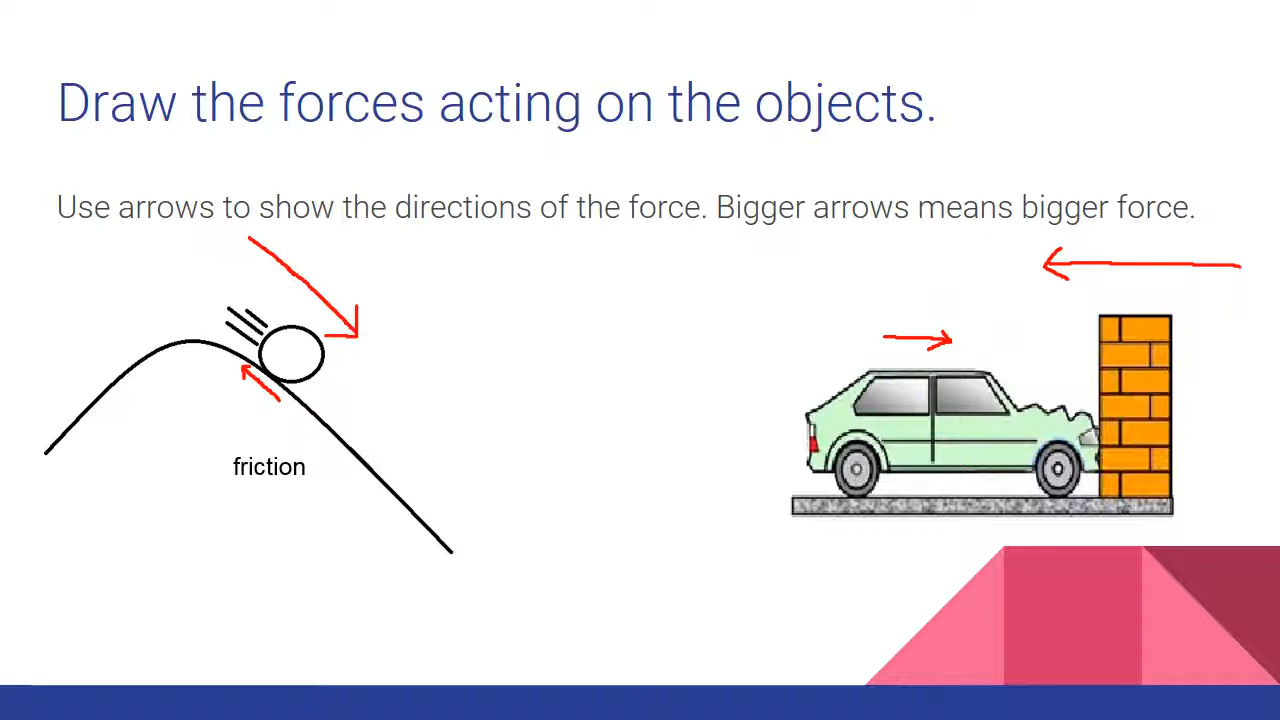 Draw the forces acting on the objects.
Use arrows to show the directions of the force. Bigger arrows means bigger force.
friction